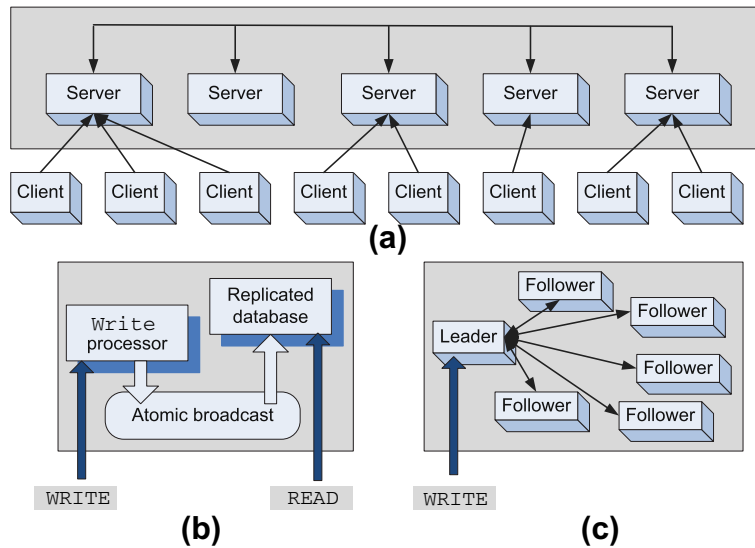 Server Server Server Server Server
Client Client Client Client Client Client Client Client
(a)
Write
processor
Replicated
database
Atomic broadcast
WRITE
READ
(b)
Follower
Follower
Leader
Follower
Follower
Follower
WRITE
(c)